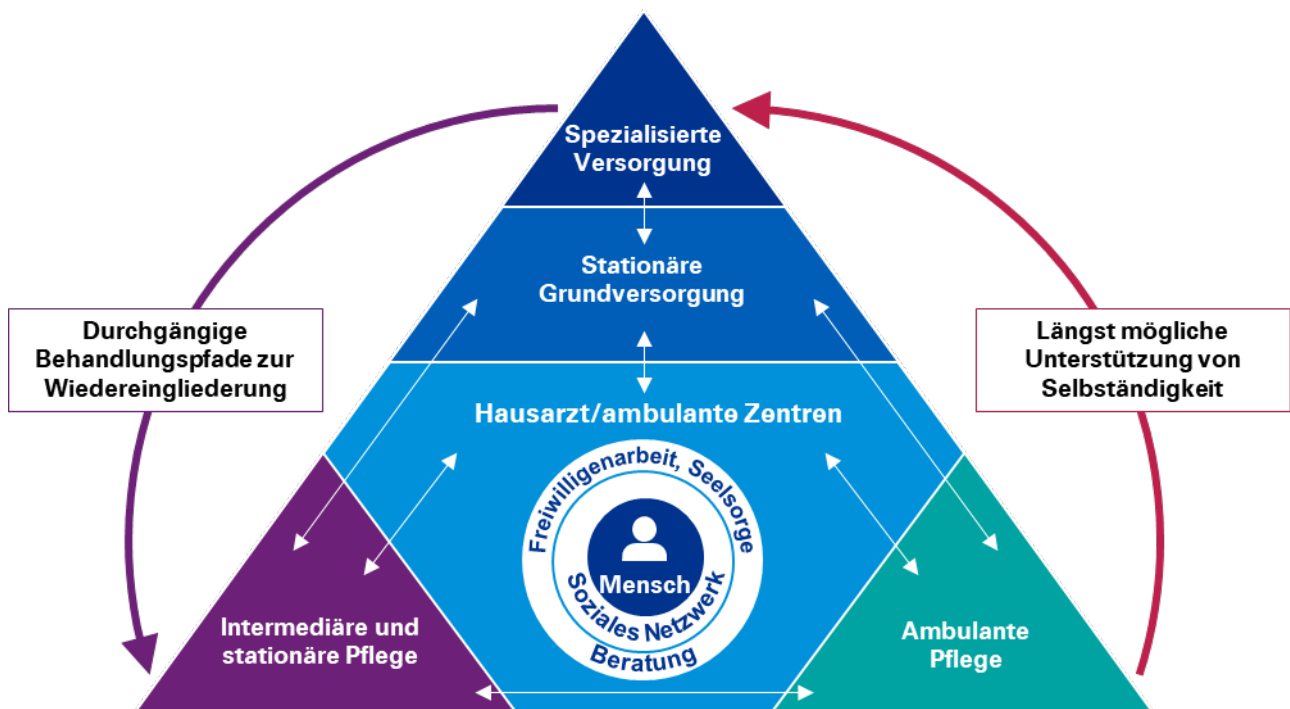 Spezialisierte
Versorgung
Stationäre
Grundversorgung
Durchgängige
Behandlungspfade zur
Wiedereingliederung
Längst mögliche
Unterstützung von
Selbständigkeit
Hausarzt/ambulante Zentren
Freiwilligenarbeit, Seelsorge
Mensch
Soziales Netzwerk
Beratung
Intermediäre und
stationäre Pflege
Ambulante
Pflege